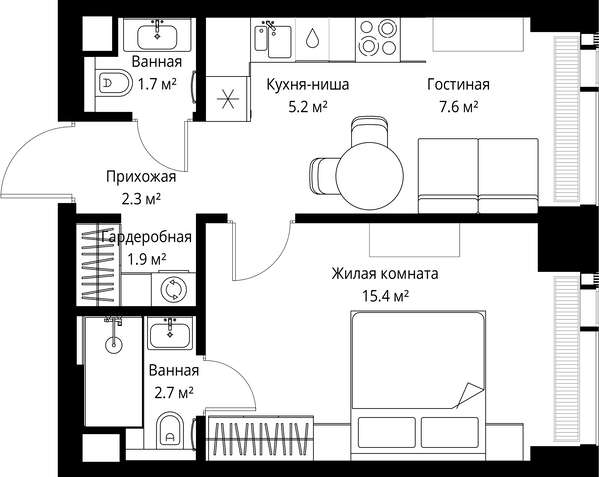 Ванная
1.7 м²
Кухня-ниша
5.2 м²
Гостиная
7.6 м²
Прихожая
2.3 м²
Гардеробная
1.9 м²
Жилая комната
15.4 м²
Ванная
2.7 м²